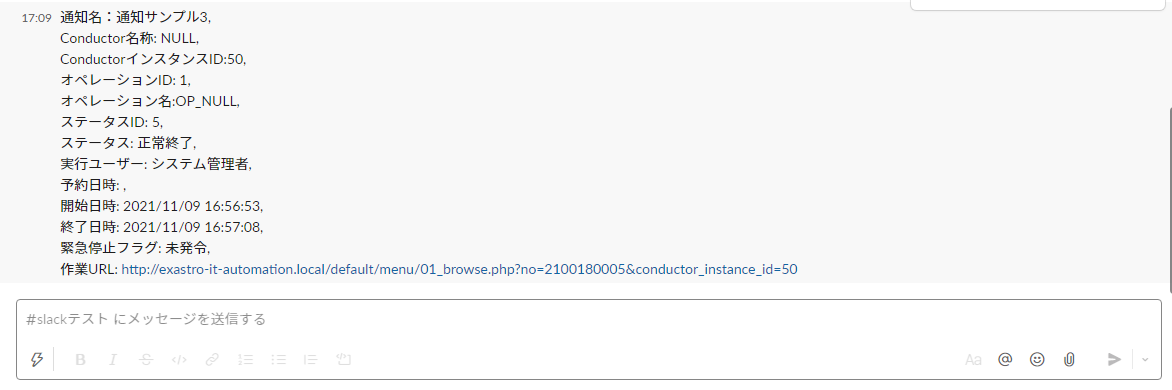 17:09 通知名：通知サンプル3,
Conductor名称: NULL,
ConductorインスタンスID:50,
オペレーションID: 1,
オペレーション名:OP_NULL,
ステータスID: 5,
ステータス: 正常終了,
実行ユーザー: システム管理者,
予約日時: ,
開始日時: 2021/11/09 16:56:53,
終了日時: 2021/11/09 16:57:08,
緊急停止フラグ: 未発令,
作業URL: http://exastro-it-automation.local/default/menu/01_browse.php?no=2100180005&conductor_instance_id=50
#slackテスト にメッセージを送信する
B I S Aa @